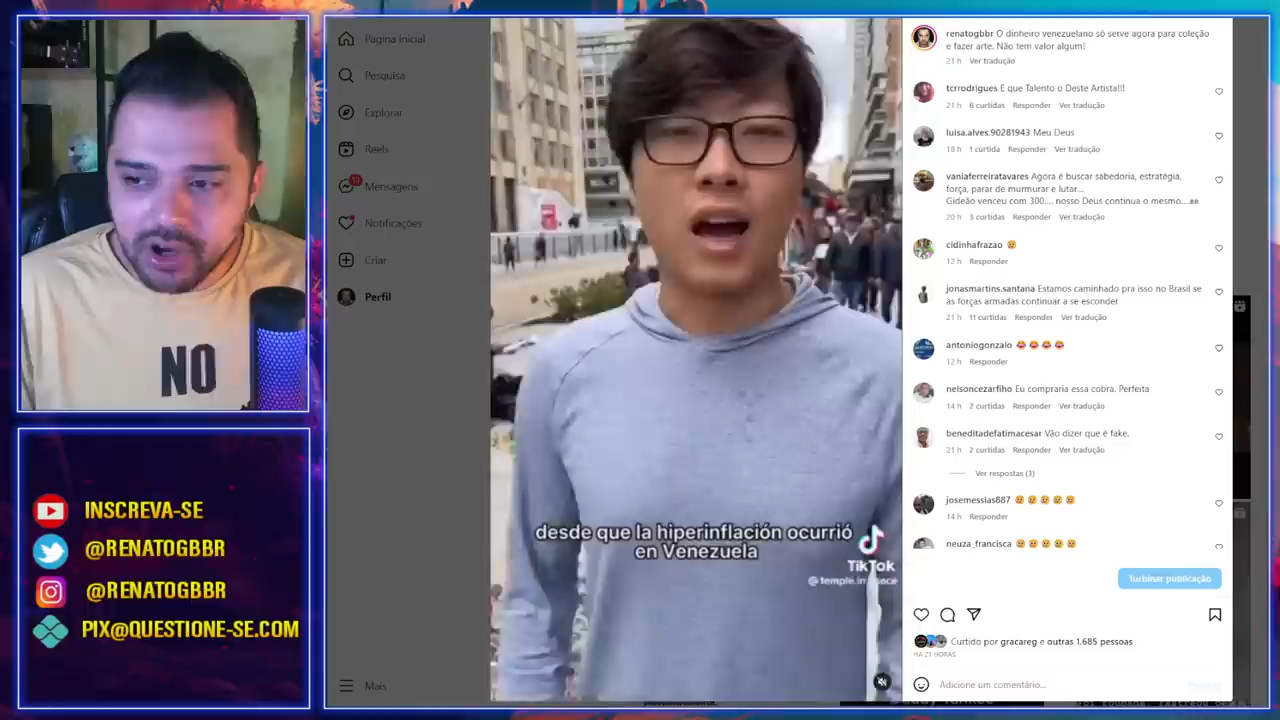 NO
INSCREVA-SE
@RENATOGBBR
@RENATOGBBR
PIX@QUESTIONE-SE.COM
Página inicial
Pesquisa
Explorar
Reels
13
Mensagens
Notificações
Criar
Perfil
Mais
desde que la hiperinflación ocurrió
en Venezuela
TikTok
renatogbbr O dinheiro venezuelano só serve agora para coleção
e fazer arte. Não tem valor algum!
21 h Ver tradução
tcrrodrigues E que Talento o Deste Artista!!!
21 h 6 curtidas Responder Ver tradução
luisa.alves.90281943 Meu Deus
18 h 1 curtida Responder Ver tradução
vaniaferreiratavares Agora é buscar sabedoria, estratégia,
força, parar de murmurar e lutar...
Gideão venceu com 300,... nosso Deus continua o mesmo....BR
20 h 3 curtidas Responder Ver tradução
cidinhafrazao 😢
12 h Responder
jonasmartins.santana Estamos caminhado pra isso no Brasil se
as forças armadas continuar a se esconder
21 h 11 curtidas Responder Ver tradução
antoniogonzalo 😂 😂 😂 😂
12 h Responder
nelsoncezarfiho Eu compraria essa cobra. Perfeita
14 h 2 curtidas Responder Ver tradução
beneditadefatimacesar Vão dizer que é fake.
21 h 2 curtidas Responder Ver tradução
Ver respostas (3)
josemessias887 😢 😢 😢 😢 😢
14 h Responder
neuza_francisca 😢 😢 😢 😢 😢
Turbinar publicação
Curtido por gracareg e outras 1.685 pessoas
HÁ 21 HORAS
Adicione um comentário...